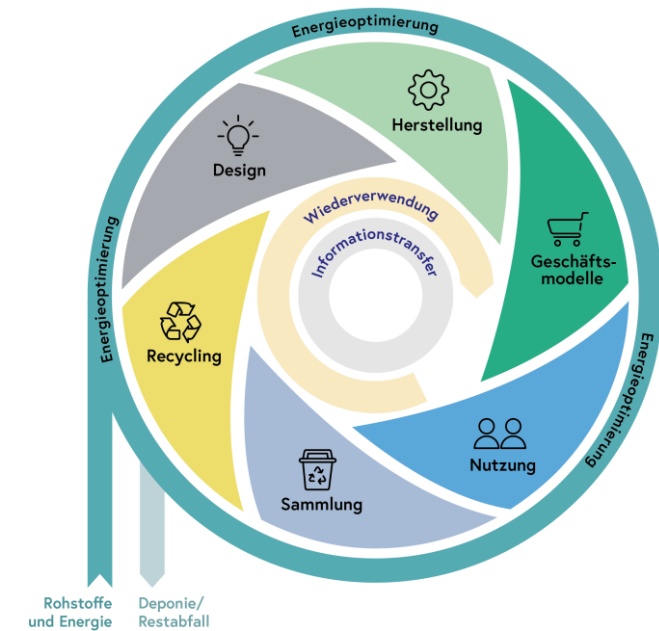 Energieoptimierung
Herstellung
Design
Geschäfts-
modelle
Wiederverwendung
Informationstransfer
Energieoptimierung
Recycling
Energieoptimierung
Nutzung
Sammlung
Rohstoffe
und Energie
Deponie/
Restabfall